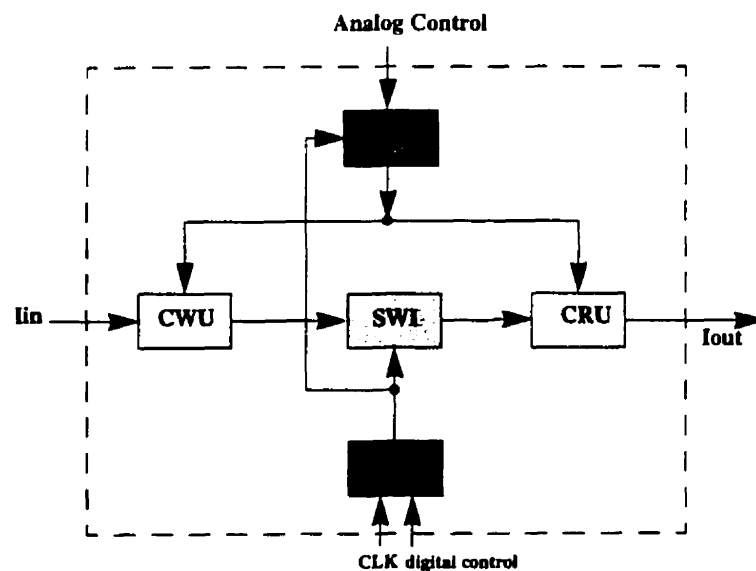 Analog Control
Iin
CWU
SWL
CRU
Iout
CLK digital control